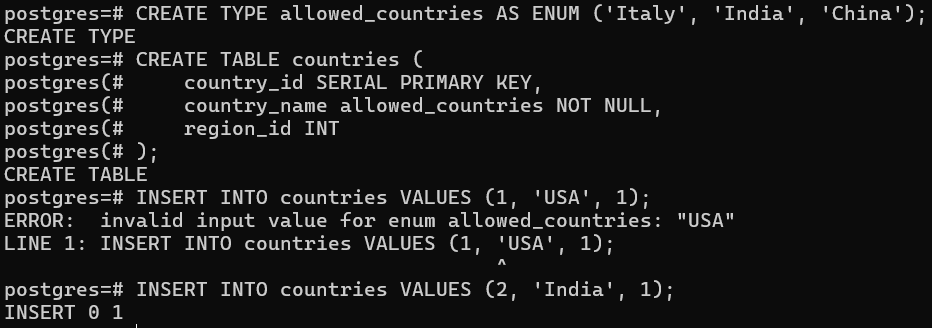 postgres=# CREATE TYPE allowed_countries AS ENUM ('Italy', 'India', 'China');
CREATE TYPE
postgres=# CREATE TABLE countries (
postgres(#     country_id SERIAL PRIMARY KEY,
postgres(#     country_name allowed_countries NOT NULL,
postgres(#     region_id INT
postgres(# );
CREATE TABLE
postgres=# INSERT INTO countries VALUES (1, 'USA', 1);
ERROR:  invalid input value for enum allowed_countries: "USA"
LINE 1: INSERT INTO countries VALUES (1, 'USA', 1);
                                         ^
postgres=# INSERT INTO countries VALUES (2, 'India', 1);
INSERT 0 1